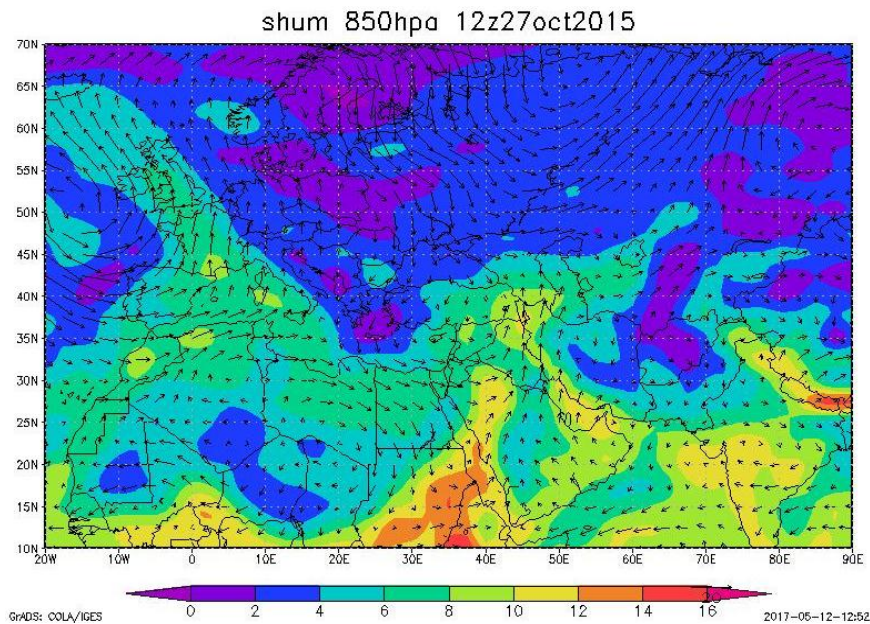 shum 850hpa 12z27oct2015
70N
65N
60N
55N
50N
45N
40N
35N
30N
25N
20N
15N
10N
20W 10W 0 10E 20E 30E 40E 50E 60E 70E 80E 90E
0 2 4 6 8 10 12 14 16 20
GrADS: COLA/IGES 2017-05-12-12:52